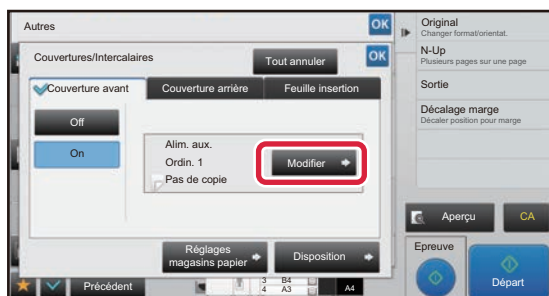 Autres
OK
Couvertures/Intercalaires
Tout annuler
OK
Couverture avant
Couverture arrière
Feuille insertion
Off
On
Alim. aux.
Ordin. 1
Pas de copie
Modifier
Réglages
magasins papier
Disposition
Précédent
3 B4
4 A3
A4
Original
Changer format/orientat.
N-Up
Plusieurs pages sur une page
Sortie
Décalage marge
Décaler position pour marge
Aperçu
CA
Epreuve
Départ